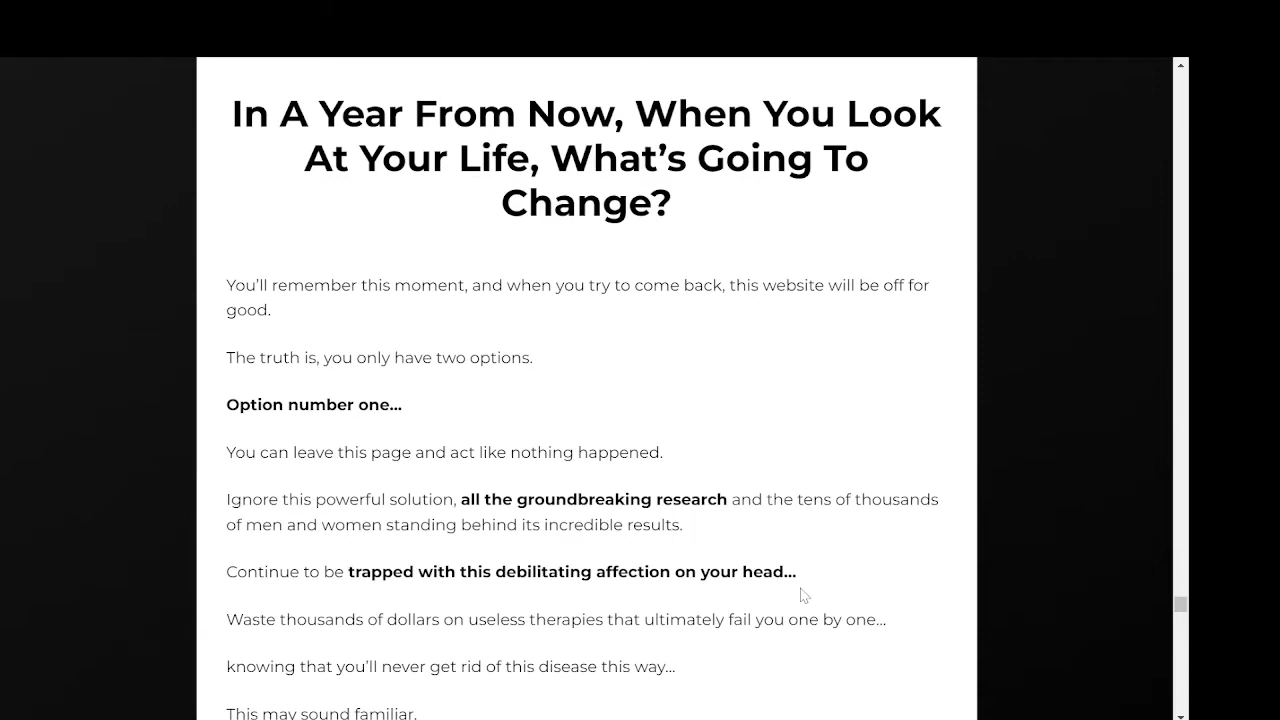 In A Year From Now, When You Look
At Your Life, What’s Going To
Change?
You’ll remember this moment, and when you try to come back, this website will be off for
good.
The truth is, you only have two options.
Option number one…
You can leave this page and act like nothing happened.
Ignore this powerful solution, all the groundbreaking research and the tens of thousands
of men and women standing behind its incredible results.
Continue to be trapped with this debilitating affection on your head…
Waste thousands of dollars on useless therapies that ultimately fail you one by one…
knowing that you’ll never get rid of this disease this way…
This may sound familiar.